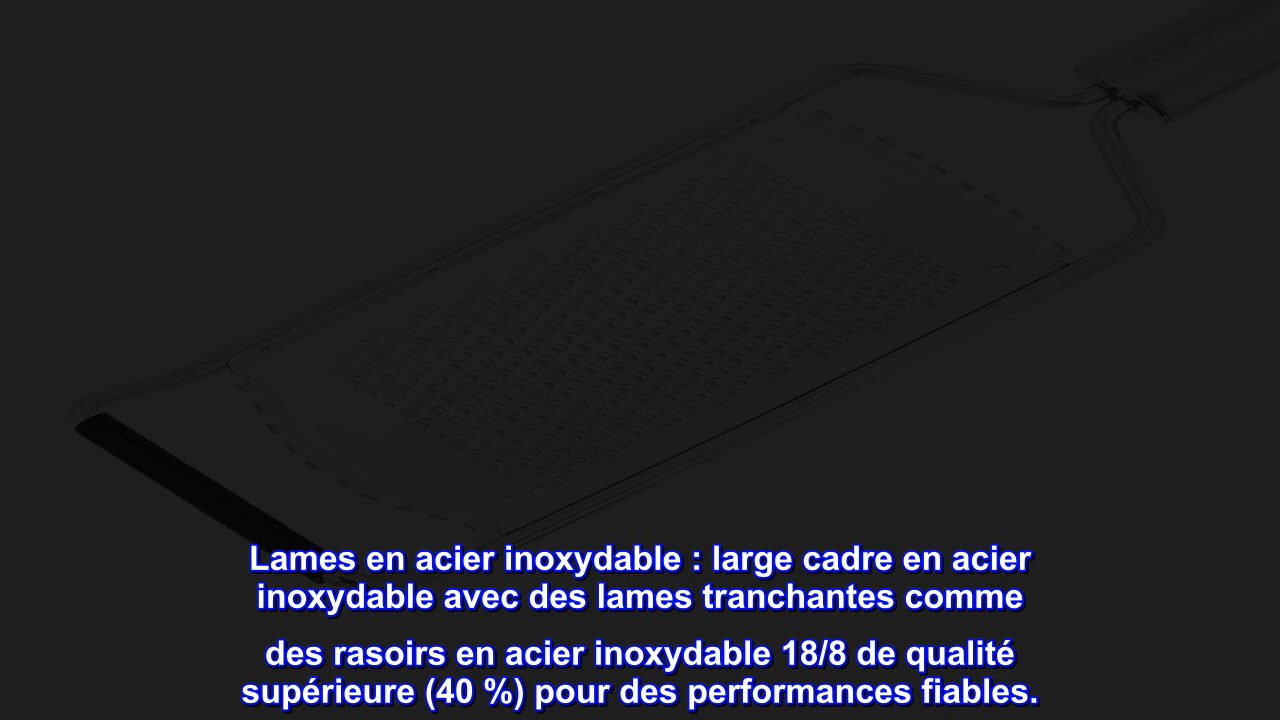 Lames en acier inoxydable : large cadre en acier
inoxydable avec des lames tranchantes comme
des rasoirs en acier inoxydable 18/8 de qualité
supérieure (40 %) pour des performances fiables.